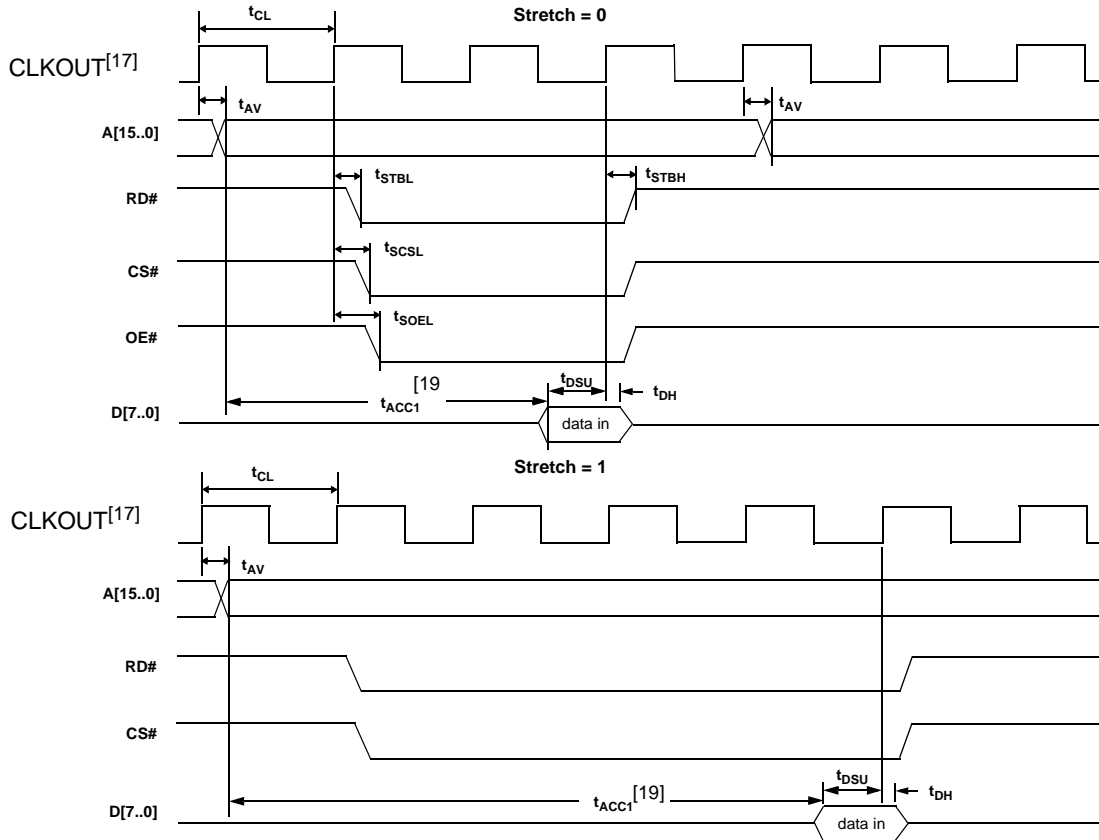 tCL
Stretch = 0
CLKOUT[17]
tAV
tAV
A[15..0]
tSTBL
tSTBH
RD#
tSCSL
CS#
tSOEL
OE#
[19
tDSU
tACC1
tDH
D[7..0]
data in
Stretch = 1
tCL
CLKOUT[17]
tAV
A[15..0]
RD#
CS#
tDSU
tACC1[19]
tDH
D[7..0]
data in